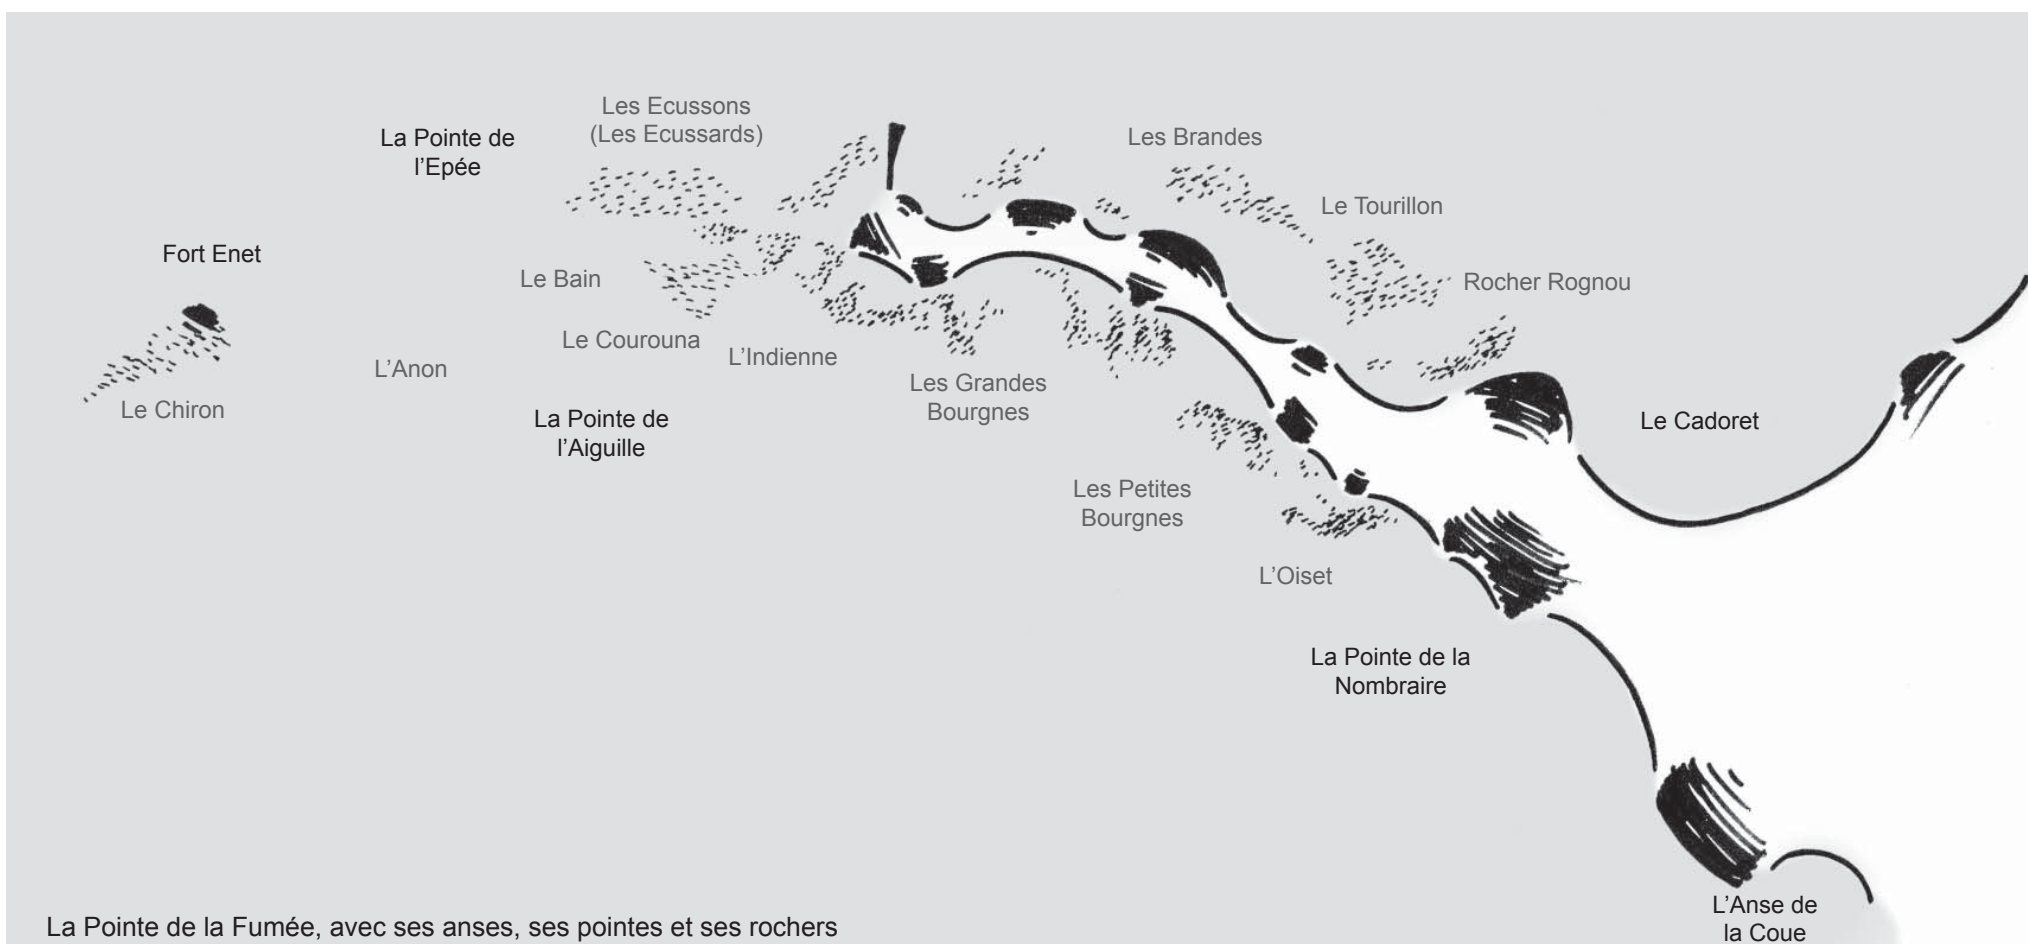 Les Ecussons
(Les Ecussards)
La Pointe de
l'Epée
Les Brandes
Le Tourillon
Fort Enet
Le Bain
Rocher Rognou
Le Courouna
L'Indienne
L'Anon
Le Chiron
Les Grandes
Bourgnes
La Pointe de
l'Aiguille
Le Cadoret
Les Petites
Bourgnes
L'Oiset
La Pointe de la
Nombraire
L'Anse de
la Coue
La Pointe de la Fumée, avec ses anses, ses pointes et ses rochers